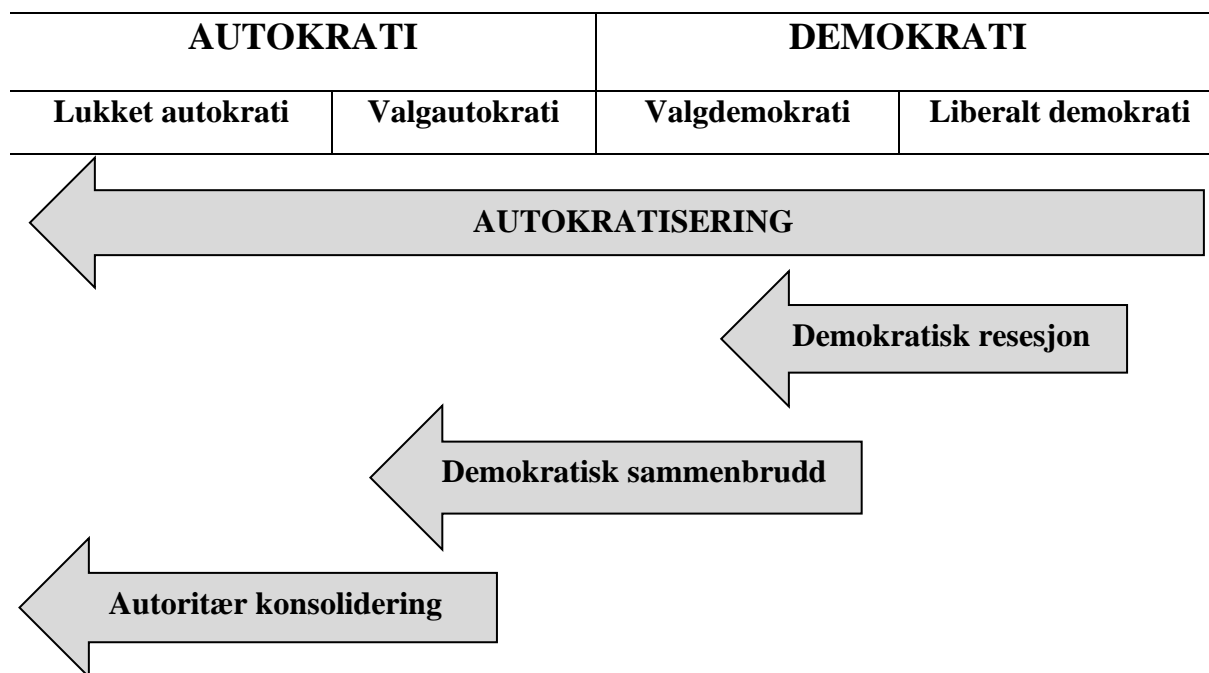 AUTOKRATI DEMOKRATI
Lukket autokrati Valgautokrati Valgdemokrati Liberalt demokrati
AUTOKRATISERING
Demokratisk resesjon
Demokratisk sammenbrudd
Autoritær konsolidering